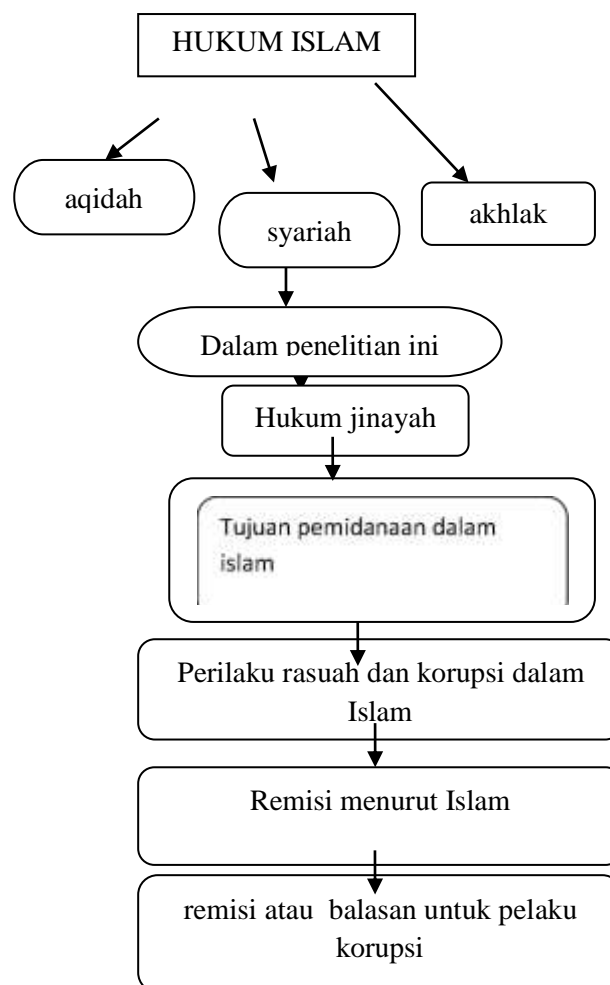 HUKUM ISLAM
aqidah
syariah
akhlak
Dalam penelitian ini
Hukum jinayah
Tujuan pemidanaan dalam
islam
Perilaku rasuah dan korupsi dalam
Islam
Remisi menurut Islam
remisi atau balasan untuk pelaku
korupsi